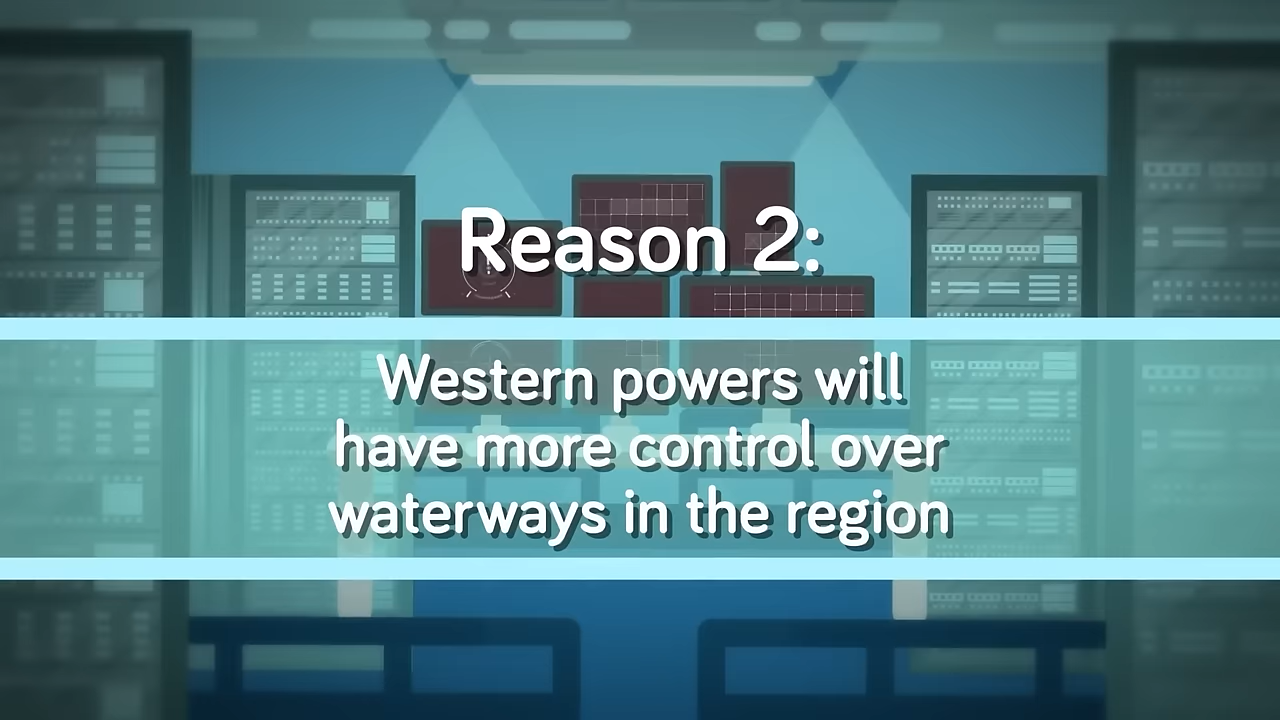 Reason 2:
Western powers will
have more control over
waterways in the region